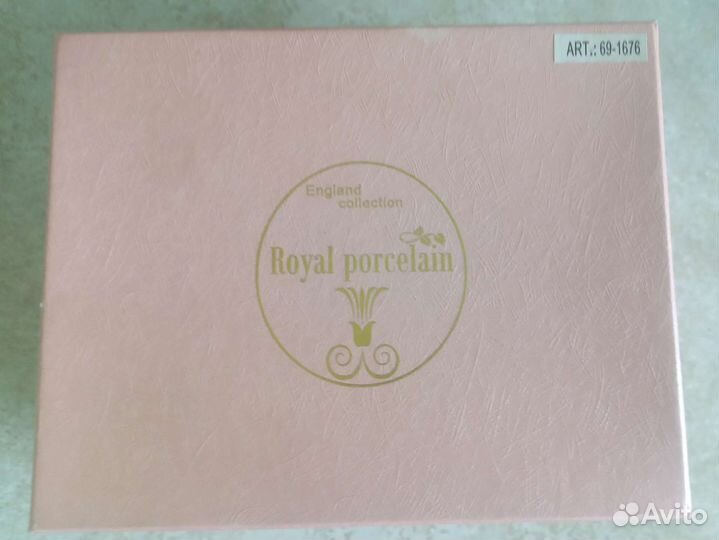 ART.: 69-1676
England
collection
Royal porcelain
Avito